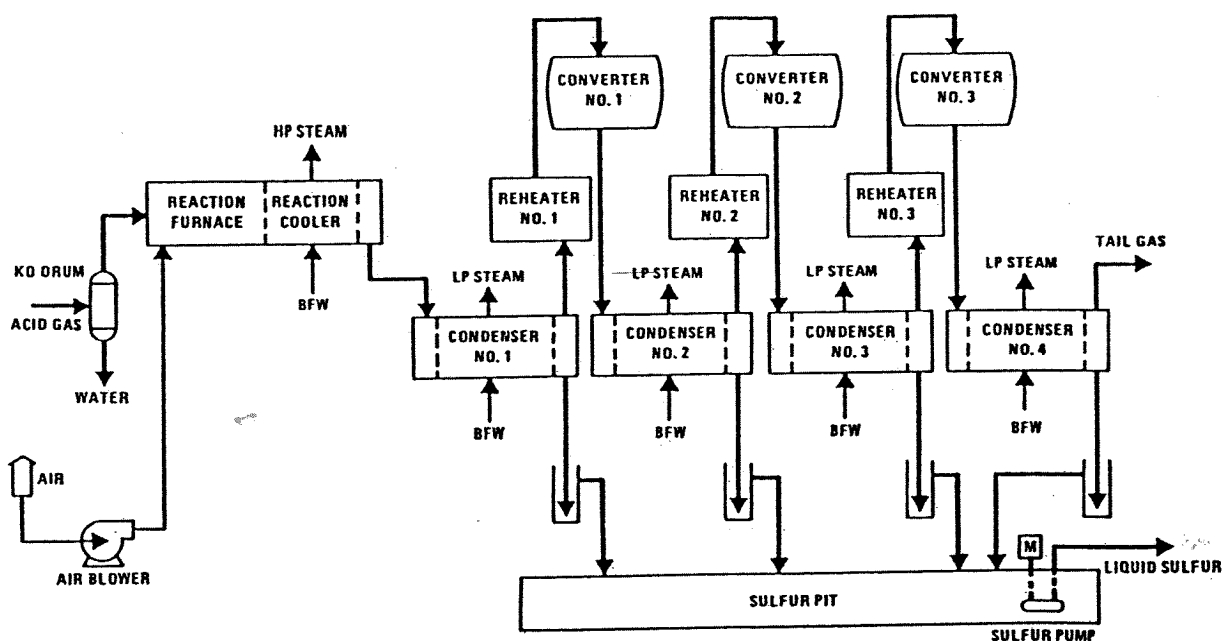 CONVERTER
NO. 1
CONVERTER
NO. 2
CONVERTER
NO. 3
HP STEAM
REACTION
FURNACE
REACTION
COOLER
REHEATER
NO. 1
REHEATER
NO. 2
REHEATER
NO. 3
TAIL GAS
KO DRUM
ACID GAS
BFW
LP STEAM
LP STEAM
LP STEAM
LP STEAM
CONDENSER
NO. 1
CONDENSER
NO. 2
CONDENSER
NO. 3
CONDENSER
NO. 4
WATER
BFW
BFW
BFW
BFW
AIR
AIR BLOWER
M
LIQUID SULFUR
SULFUR PIT
SULFUR PUMP